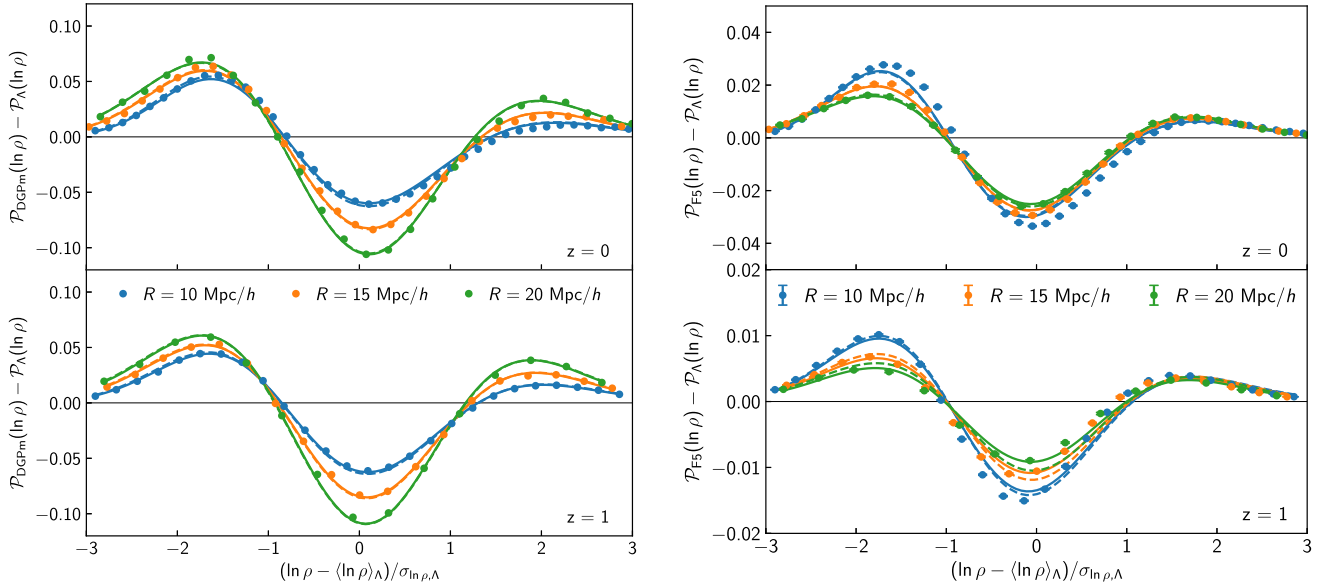 0.10
0.05
0.00
−0.05
−0.10
𝒫_DGPm(ln ρ) − 𝒫_Λ(ln ρ)
z = 0
0.10
0.05
0.00
−0.05
−0.10
𝒫_DGPm(ln ρ) − 𝒫_Λ(ln ρ)
R = 10 Mpc/h
R = 15 Mpc/h
R = 20 Mpc/h
z = 1
−3 −2 −1 0 1 2 3
(ln ρ − ⟨ln ρ⟩_Λ)/σ_ln ρ,Λ
0.04
0.02
0.00
−0.02
−0.04
𝒫_F5(ln ρ) − 𝒫_Λ(ln ρ)
z = 0
0.02
0.01
0.00
−0.01
−0.02
𝒫_F5(ln ρ) − 𝒫_Λ(ln ρ)
R = 10 Mpc/h
R = 15 Mpc/h
R = 20 Mpc/h
z = 1
−3 −2 −1 0 1 2 3
(ln ρ − ⟨ln ρ⟩_Λ)/σ_ln ρ,Λ